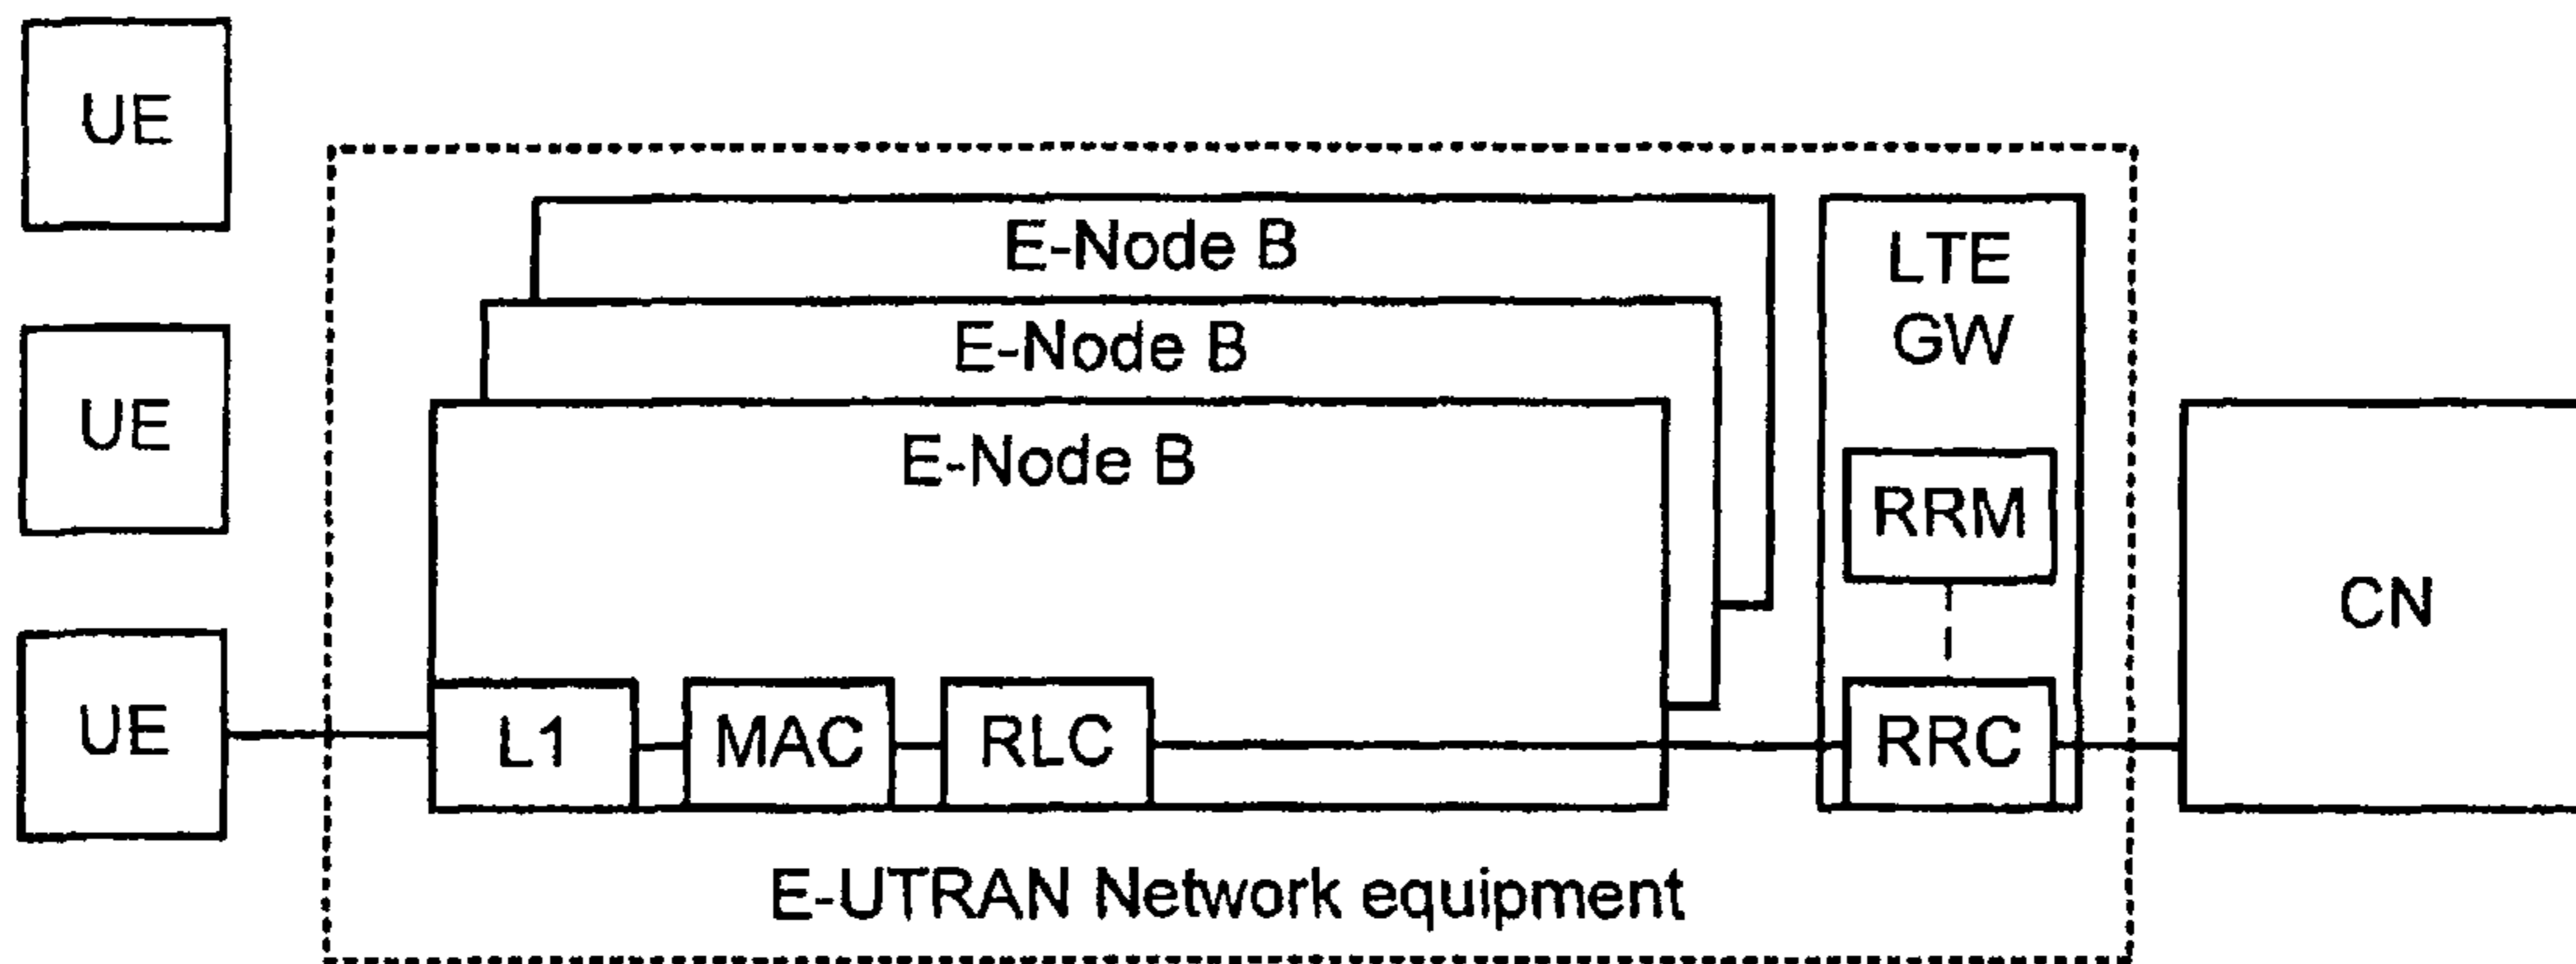 UE
UE
UE
E-Node B
E-Node B
E-Node B
L1
MAC
RLC
LTE
GW
RRM
RRC
CN
E-UTRAN Network equipment